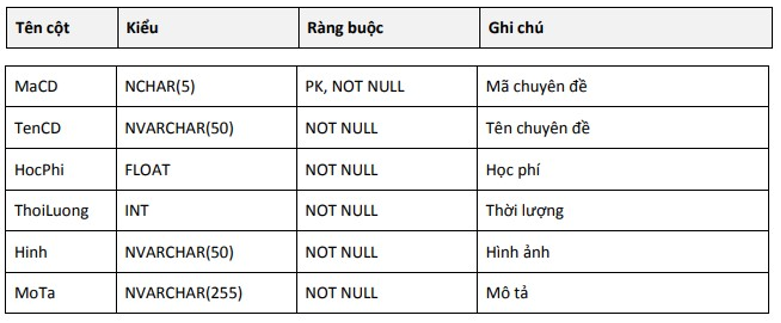 Tên cột Kiểu Ràng buộc Ghi chú
MaCD NCHAR(5) PK, NOT NULL Mã chuyên đề
TenCD NVARCHAR(50) NOT NULL Tên chuyên đề
HocPhi FLOAT NOT NULL Học phí
ThoiLuong INT NOT NULL Thời lượng
Hinh NVARCHAR(50) NOT NULL Hình ảnh
MoTa NVARCHAR(255) NOT NULL Mô tả